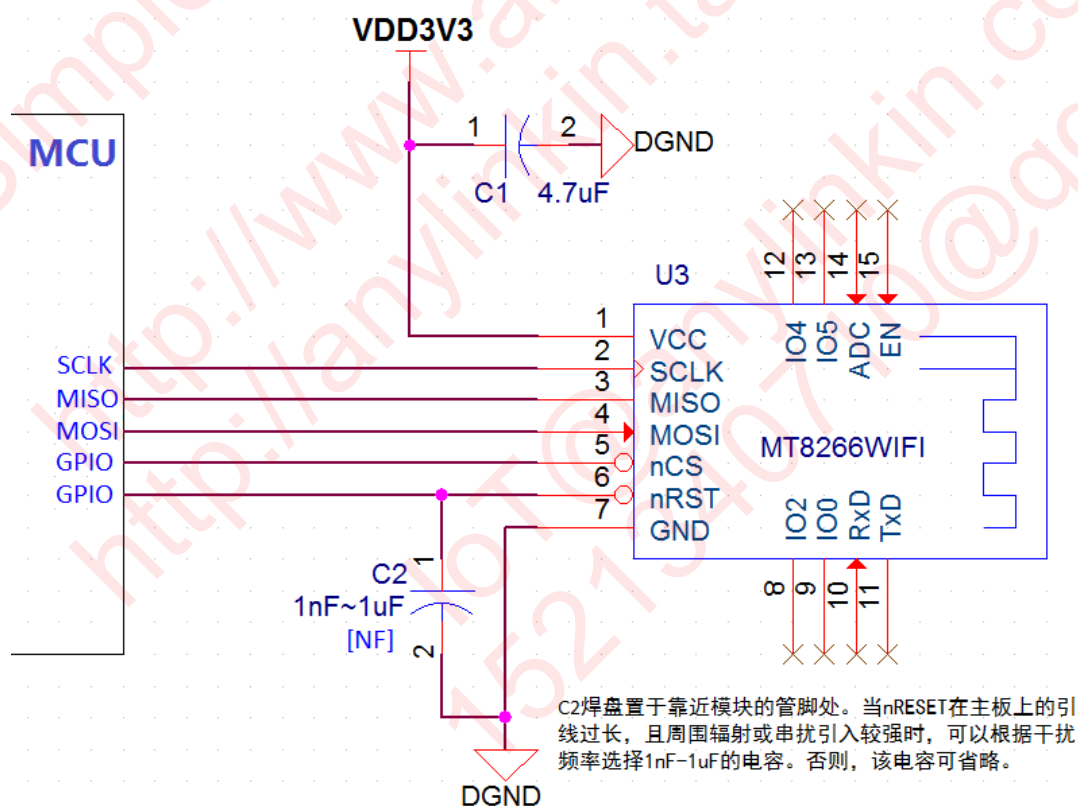 VDD3V3
MCU
1
2
DGND
C1
4.7uF
12
13
14
15
U3
IO4
IO5
ADC
EN
1
VCC
SCLK
2
SCLK
MISO
3
MISO
MOSI
4
MOSI
GPIO
5
nCS
GPIO
6
nRST
7
GND
MT8266WIFI
IO2
IO0
RxD
TxD
8
9
10
11
1
C2
1nF~1uF
[NF]
2
DGND
C2焊盘置于靠近模块的管脚处。当nRESET在主板上的引
线过长,且周围辐射或串扰引入较强时,可以根据干扰
频率选择1nF-1uF的电容。否则,该电容可省略。